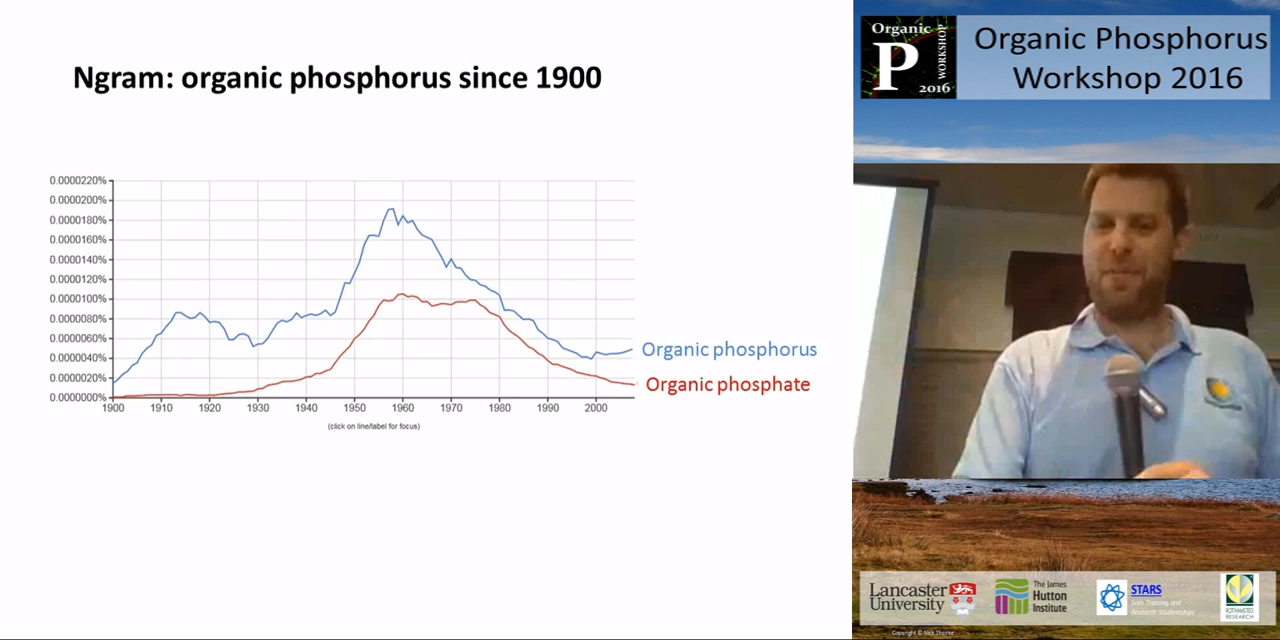 Ngram: organic phosphorus since 1900
0.0000220%
0.0000200%
0.0000180%
0.0000160%
0.0000140%
0.0000120%
0.0000100%
0.0000080%
0.0000060%
0.0000040%
0.0000020%
0.0000000%
1900 1910 1920 1930 1940 1950 1960 1970 1980 1990 2000
(click on line/label for focus)
Organic phosphorus
Organic phosphate
Organic
P
WORKSHOP
2016
Organic Phosphorus
Workshop 2016
Lancaster
University
The James
Hutton
Institute
STARS
Soils Training and
Research Studentships
ROTHAMSTED
RESEARCH